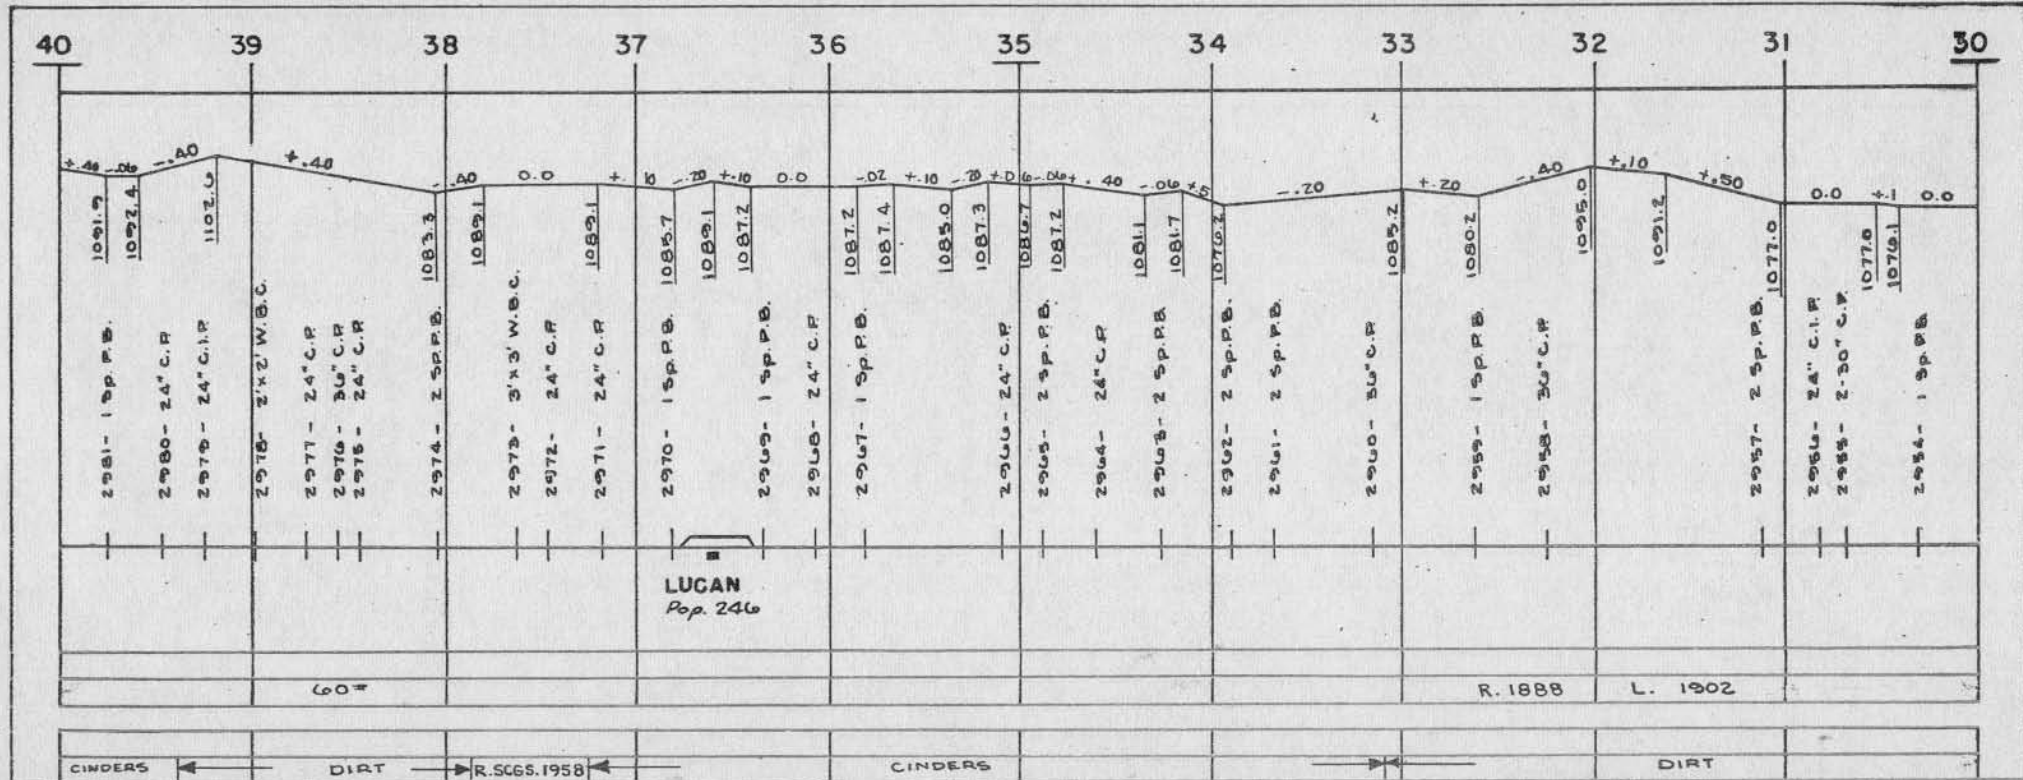 40 39 38 37 36 35 34 33 32 31 30
+.40 -.06 -.40 +.40 -.40 0.0 +.10 -.20 +.10 0.0 -.02 +.10 -.20 +.06 -.06 +.40 -.06 +.5 -.20 +.20 -.40 +.10 +.50 0.0 +.1 0.0
1091.9
1092.4
1102.6
1083.3
1089.1
1089.1
1085.7
1089.1
1087.2
1087.2
1087.4
1085.0
1087.3
1086.7
1087.2
1081.1
1081.7
1076.2
1085.2
1080.2
1095.0
1091.2
1077.0
1077.0
1076.1
2981- 1 Sp. P.B.
2980- 24" C.P.
2979- 24" C.I.P.
2978- 2'x2' W.B.C.
2977- 24" C.P.
2976- 36" C.P.
2975- 24" C.P.
2974- 2 Sp. P.B.
2973- 3'x3' W.B.C.
2972- 24" C.P.
2971- 24" C.P.
2970- 1 Sp. P.B.
2969- 1 Sp. P.B.
2968- 24" C.P.
2967- 1 Sp. P.B.
2966- 24" C.P.
2965- 2 Sp. P.B.
2964- 24" C.P.
2963- 2 Sp. P.B.
2962- 2 Sp. P.B.
2961- 2 Sp. P.B.
2960- 36" C.P.
2959- 1 Sp. P.B.
2958- 36" C.P.
2957- 2 Sp. P.B.
2956- 24" C.I.P.
2955- 2-30" C.P.
2954- 1 Sp. P.B.
LUCAN
Pop. 246
60# R. 1888 L. 1902
CINDERS DIRT R.SCGS.1958 CINDERS DIRT